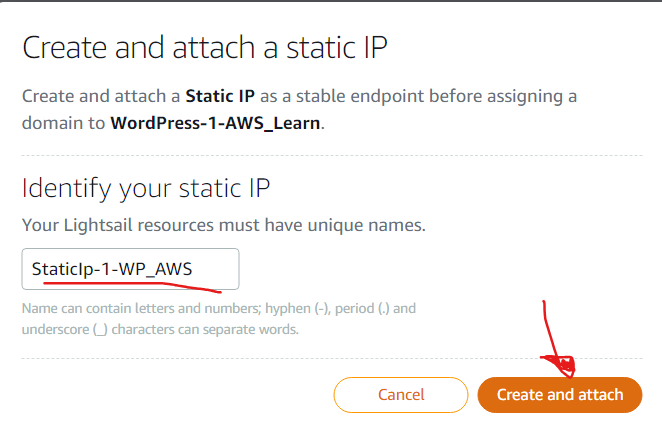 Create and attach a static IP
Create and attach a Static IP as a stable endpoint before assigning a
domain to WordPress-1-AWS_Learn.
Identify your static IP
Your Lightsail resources must have unique names.
StaticIp-1-WP_AWS
Name can contain letters and numbers; hyphen (-), period (.) and
underscore (_) characters can separate words.
Cancel
Create and attach